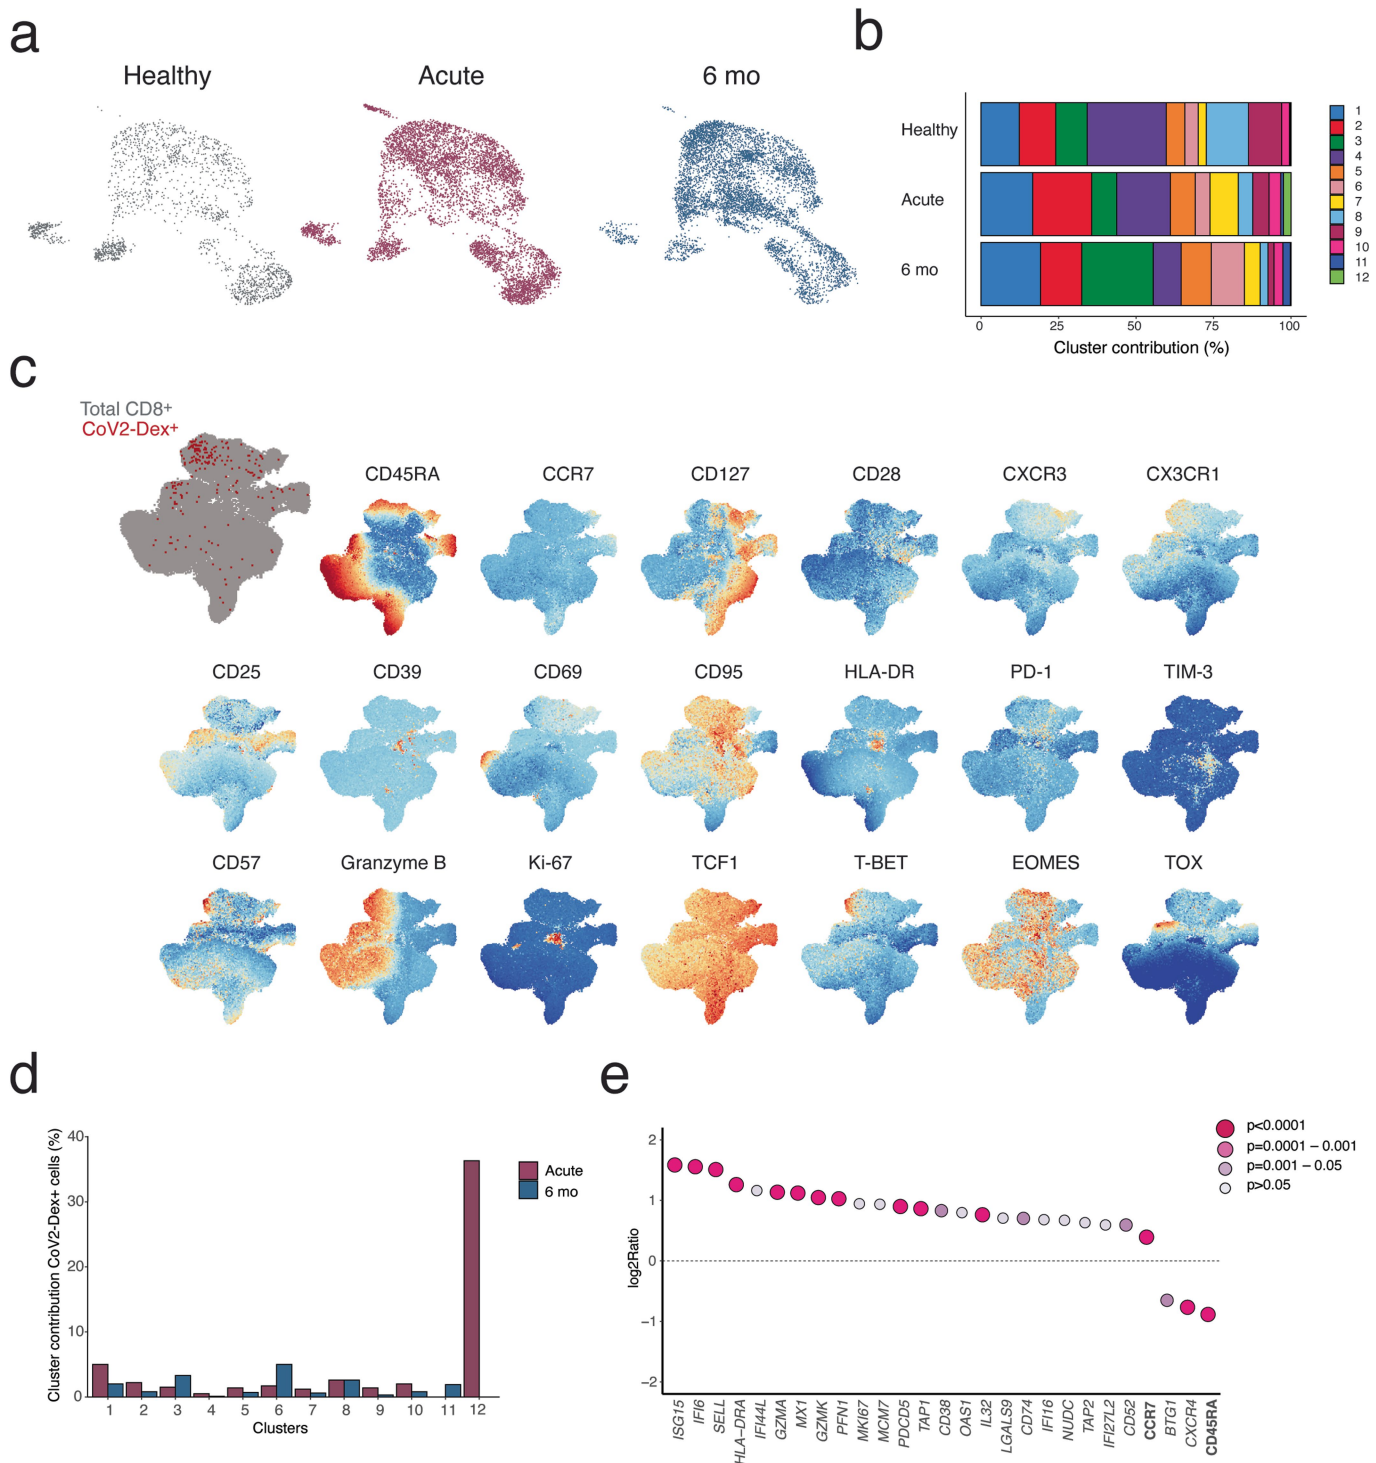 a
Healthy
Acute
6 mo
b
Healthy
Acute
6 mo
0
25
50
75
100
Cluster contribution (%)
1
2
3
4
5
6
7
8
9
10
11
12
c
Total CD8+
CoV2-Dex+
CD45RA
CCR7
CD127
CD28
CXCR3
CX3CR1
CD25
CD39
CD69
CD95
HLA-DR
PD-1
TIM-3
CD57
Granzyme B
Ki-67
TCF1
T-BET
EOMES
TOX
d
Cluster contribution CoV2-Dex+ cells (%)
40
30
20
10
0
1
2
3
4
5
6
7
8
9
10
11
12
Clusters
Acute
6 mo
e
log2Ratio
2
1
0
−1
−2
ISG15
IFI6
SELL
HLA−DRA
IFI44L
GZMA
MX1
GZMK
PFN1
MKI67
MCM7
PDCD5
TAP1
CD38
OAS1
IL32
LGALS9
CD74
IFI16
NUDC
TAP2
IFI27L2
CD52
CCR7
BTG1
CXCR4
CD45RA
p<0.0001
p=0.0001 – 0.001
p=0.001 – 0.05
p>0.05